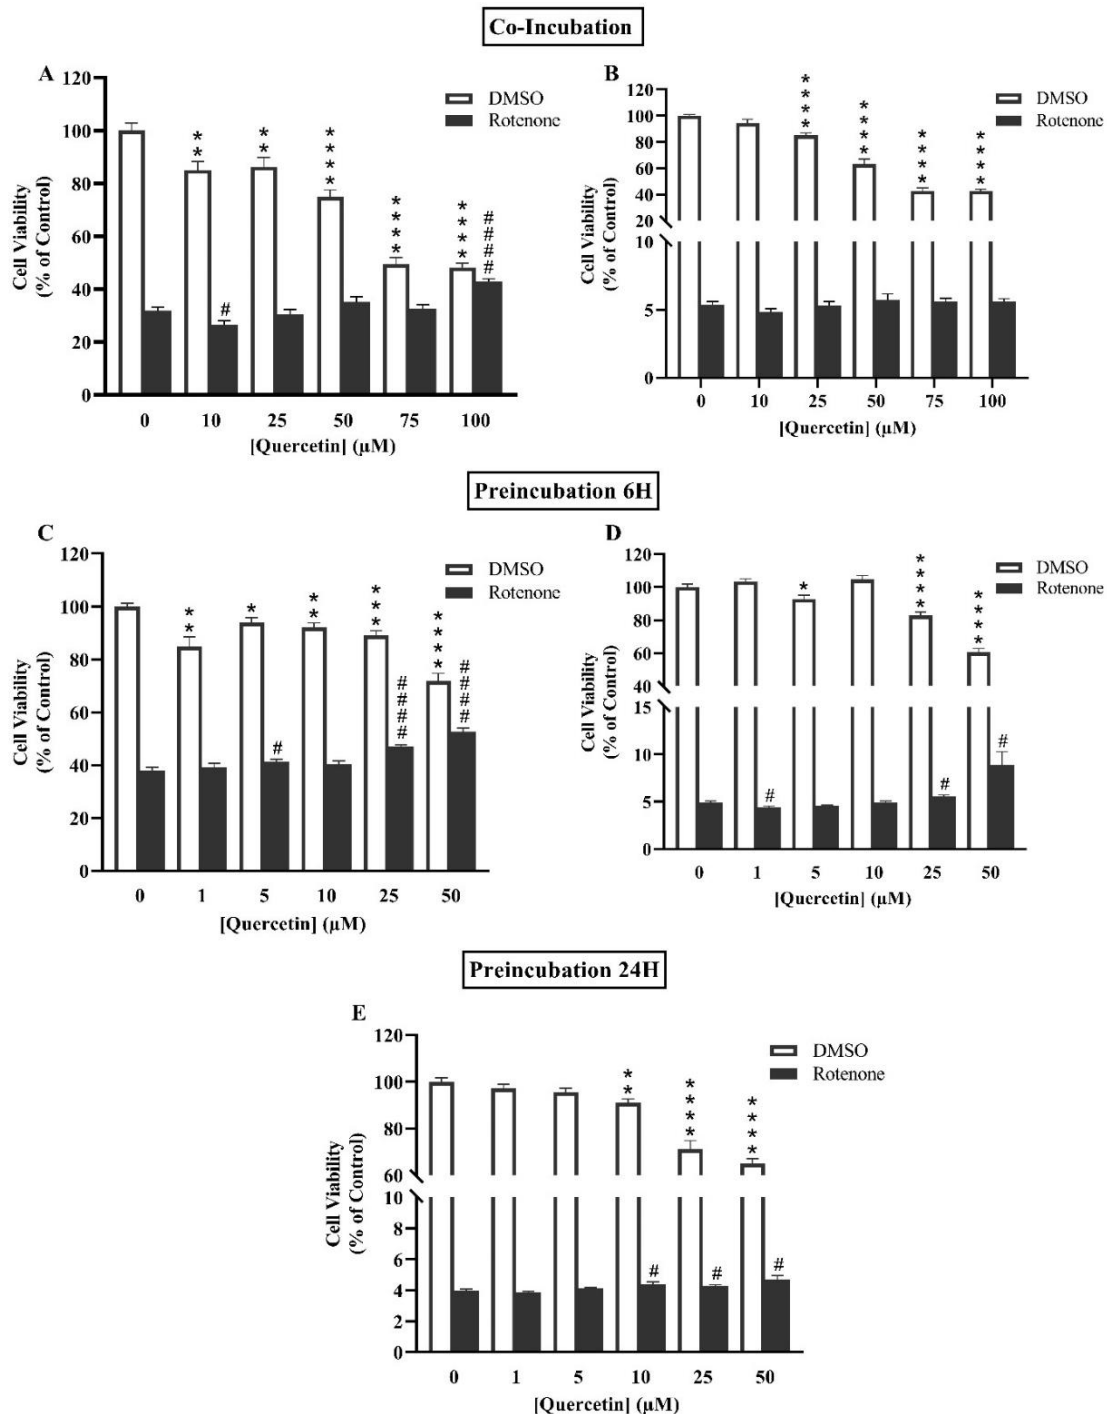 Co-Incubation
A
120
100
80
60
40
20
0
Cell Viability
(% of Control)
DMSO
Rotenone
**
**
****
****
****
#
####
0 10 25 50 75 100
[Quercetin] (µM)
B
120
100
80
60
40
20
10
5
0
Cell Viability
(% of Control)
DMSO
Rotenone
****
****
****
****
0 10 25 50 75 100
[Quercetin] (µM)
Preincubation 6H
C
120
100
80
60
40
20
0
Cell Viability
(% of Control)
DMSO
Rotenone
**
*
**
***
****
#
####
####
0 1 5 10 25 50
[Quercetin] (µM)
D
120
100
80
60
40
15
10
5
0
Cell Viability
(% of Control)
DMSO
Rotenone
*
****
****
#
#
#
0 1 5 10 25 50
[Quercetin] (µM)
Preincubation 24H
E
120
100
80
60
10
8
6
4
2
0
Cell Viability
(% of Control)
DMSO
Rotenone
**
****
****
#
#
#
0 1 5 10 25 50
[Quercetin] (µM)